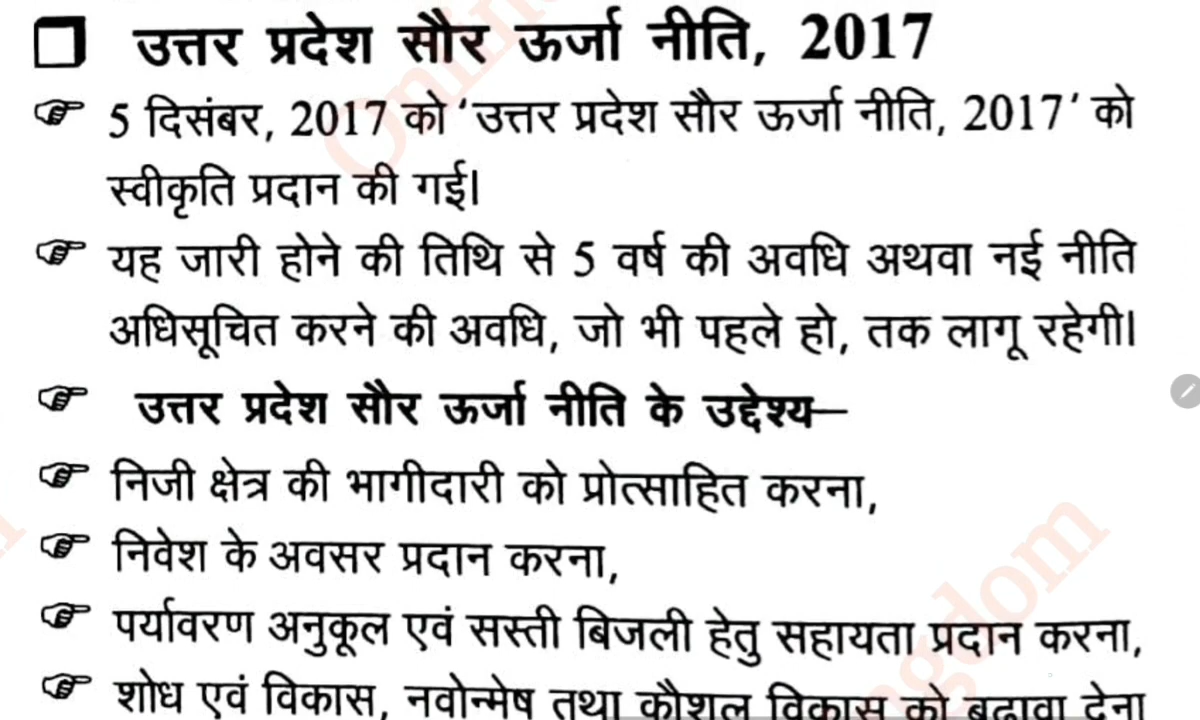 उत्तर प्रदेश सौर ऊर्जा नीति, 2017
5 दिसंबर, 2017 को ‘उत्तर प्रदेश सौर ऊर्जा नीति, 2017’ को
स्वीकृति प्रदान की गई।
यह जारी होने की तिथि से 5 वर्ष की अवधि अथवा नई नीति
अधिसूचित करने की अवधि, जो भी पहले हो, तक लागू रहेगी।
उत्तर प्रदेश सौर ऊर्जा नीति के उद्देश्य—
निजी क्षेत्र की भागीदारी को प्रोत्साहित करना,
निवेश के अवसर प्रदान करना,
पर्यावरण अनुकूल एवं सस्ती बिजली हेतु सहायता प्रदान करना,
शोध एवं विकास, नवोन्मेष तथा कौशल विकास को बढ़ावा देना